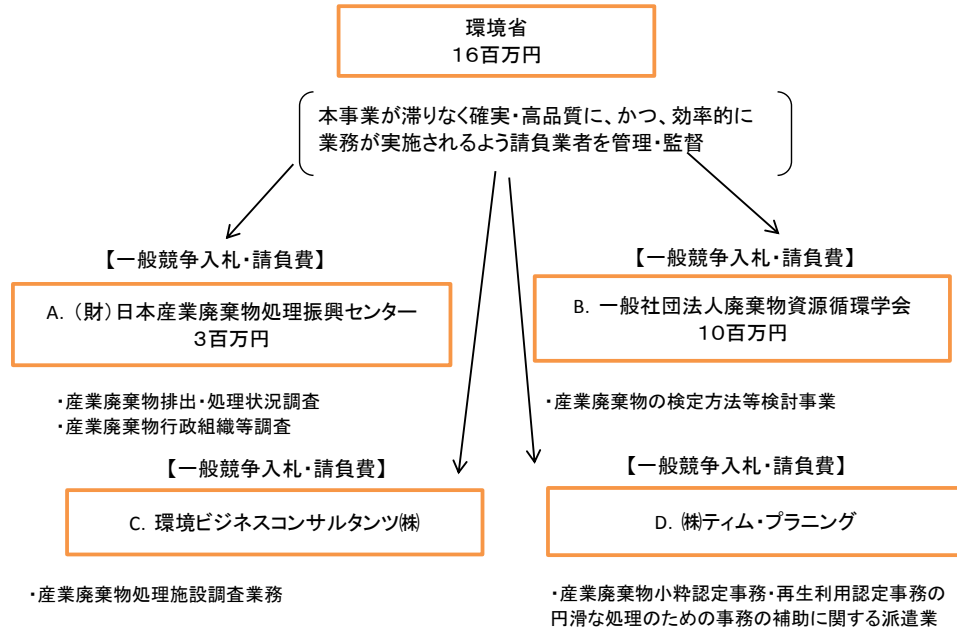 環境省
16百万円
本事業が滞りなく確実・高品質に、かつ、効率的に
業務が実施されるよう請負業者を管理・監督
【一般競争入札・請負費】
A. （財）日本産業廃棄物処理振興センター
3百万円
・産業廃棄物排出・処理状況調査
・産業廃棄物行政組織等調査
【一般競争入札・請負費】
B. 一般社団法人廃棄物資源循環学会
10百万円
・産業廃棄物の検定方法等検討事業
【一般競争入札・請負費】
C. 環境ビジネスコンサルタンツ㈱
・産業廃棄物処理施設調査業務
【一般競争入札・請負費】
D. ㈱ティム・プラニング
・産業廃棄物小粋認定事務・再生利用認定事務の
円滑な処理のための事務の補助に関する派遣業